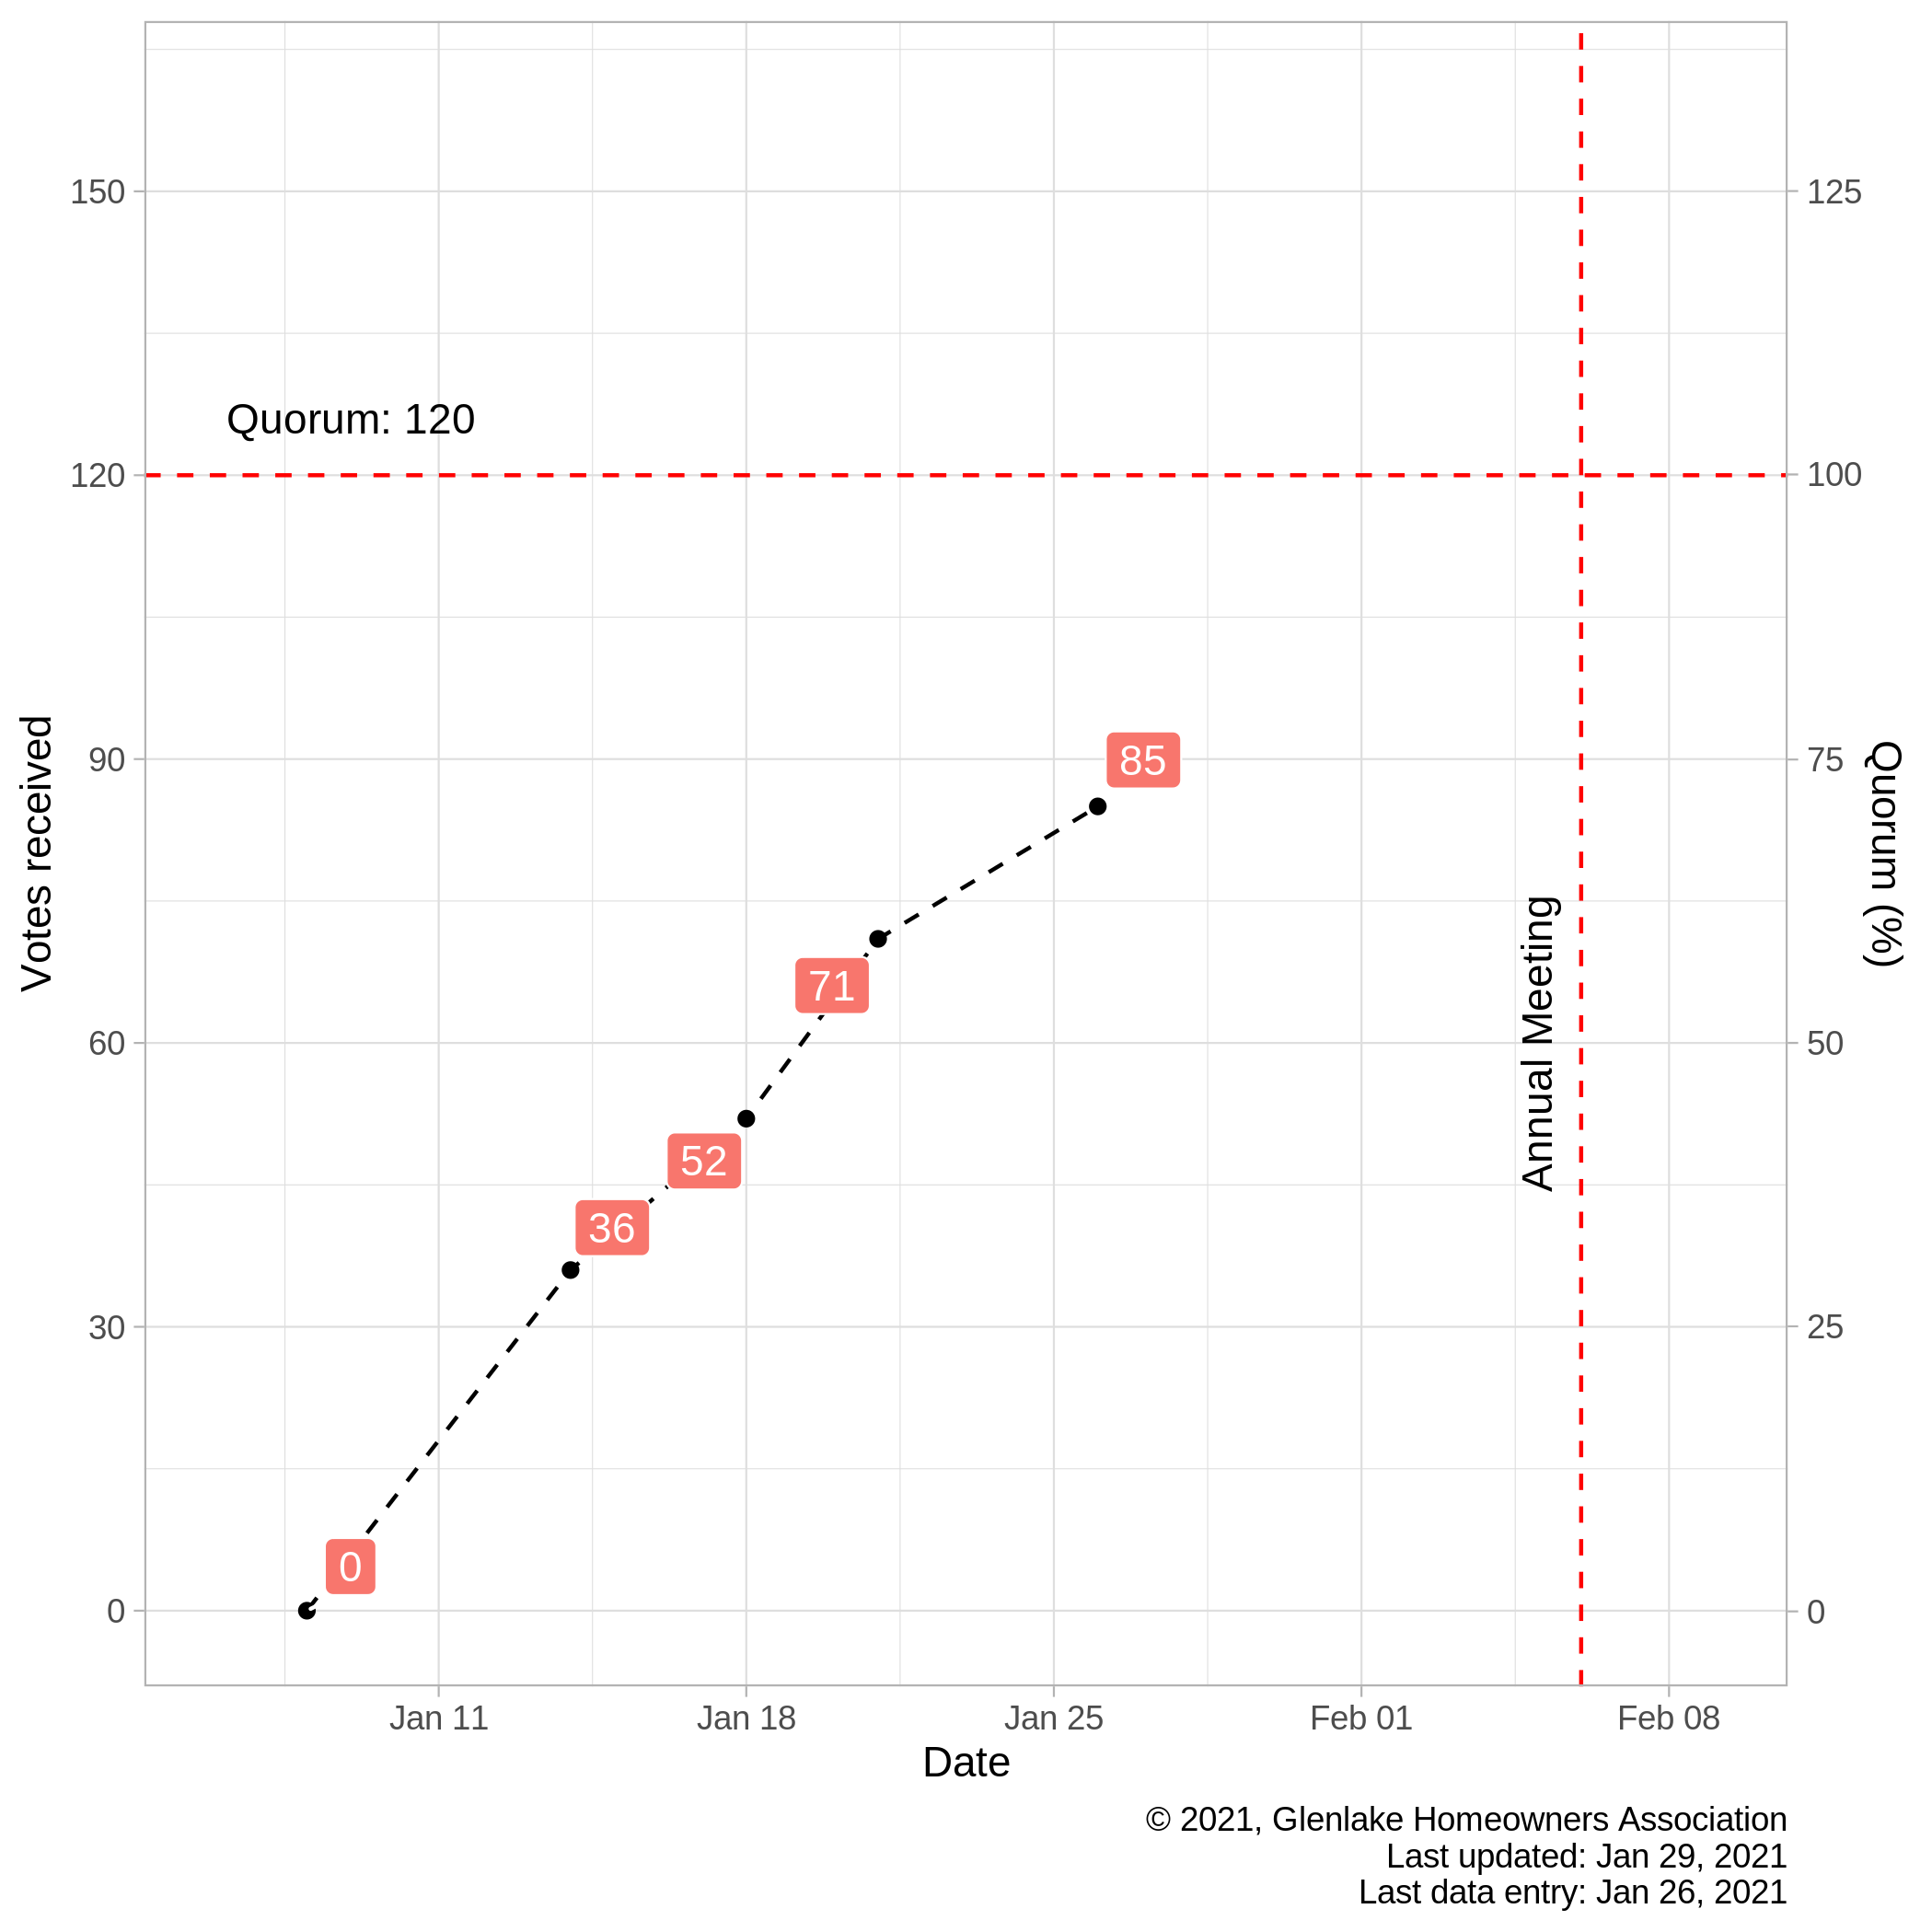 150
125
Quorum: 120
120
100
85
90
75
Votes received
Quorum (%)
71
Annual Meeting
60
50
52
36
30
25
0
0
0
Jan 11
Jan 18
Jan 25
Feb 01
Feb 08
Date
© 2021, Glenlake Homeowners Association
Last updated: Jan 29, 2021
Last data entry: Jan 26, 2021